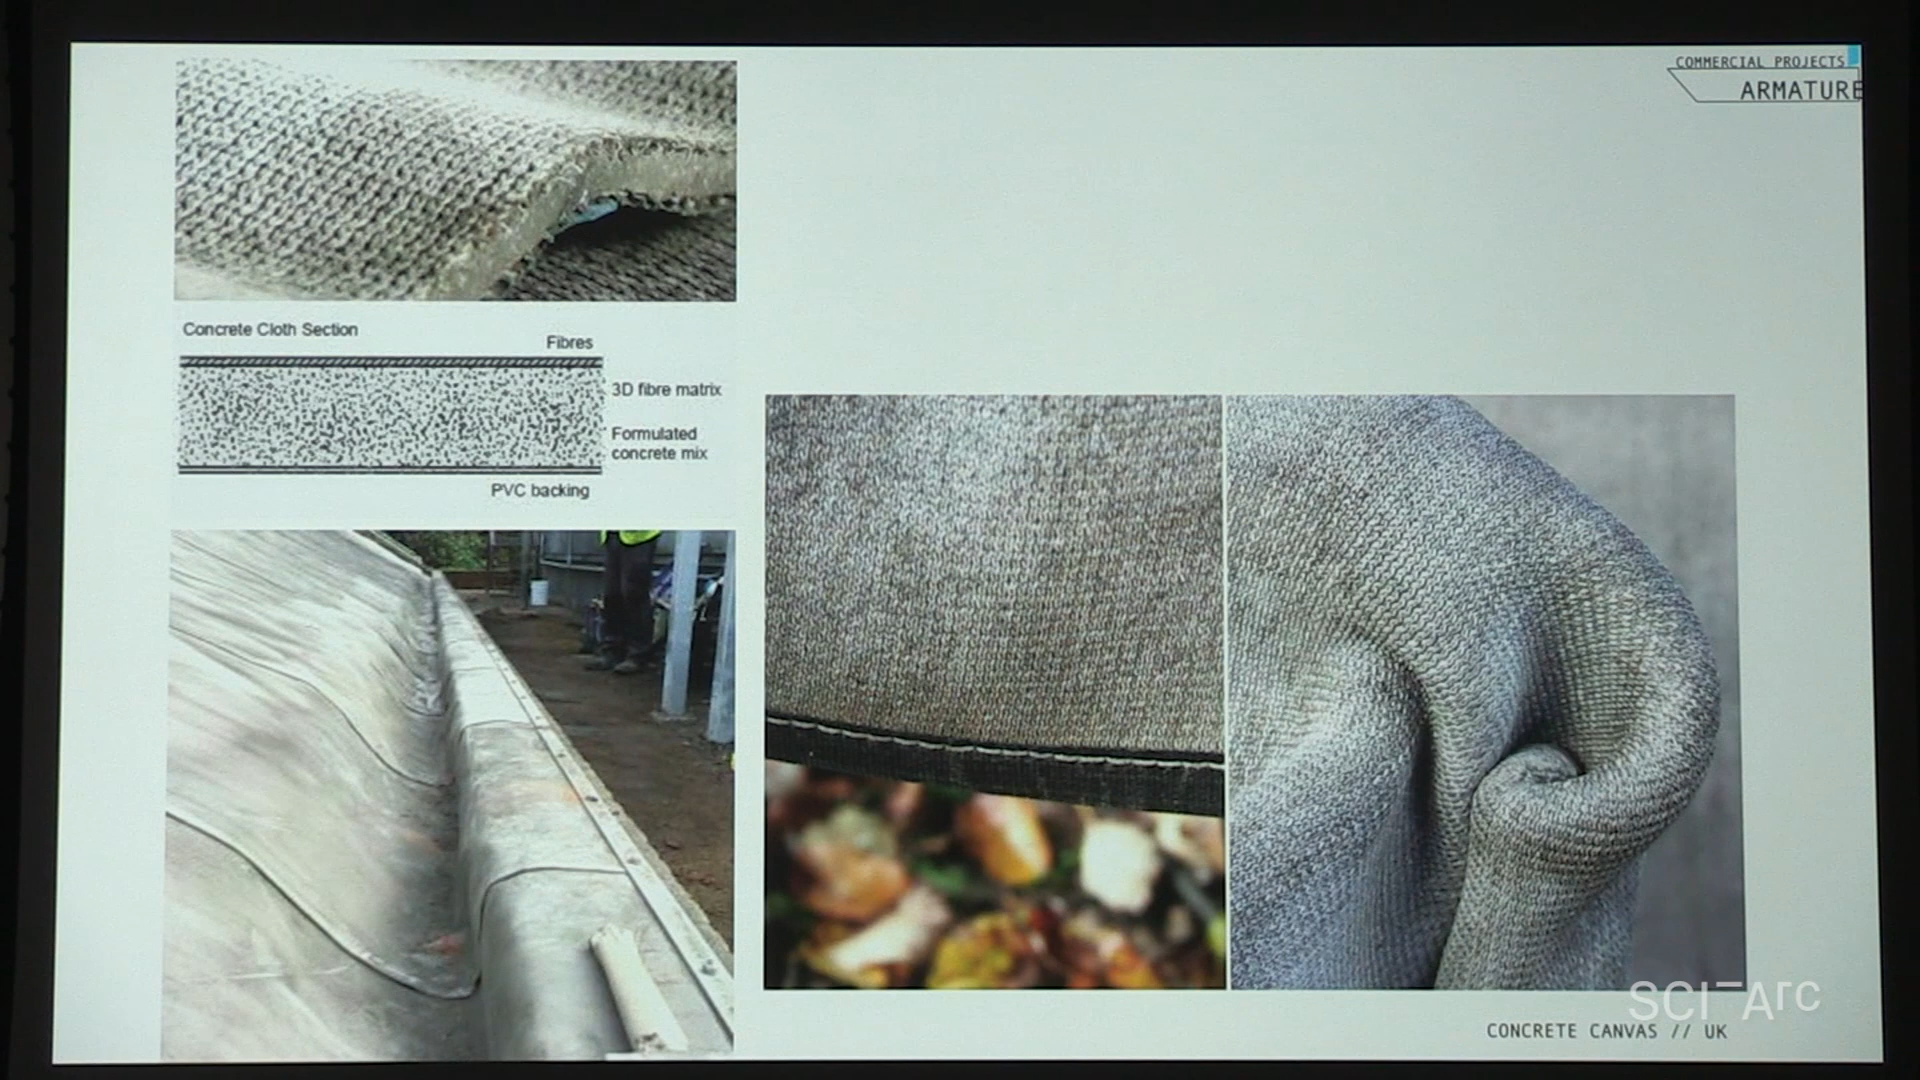 COMMERCIAL PROJECTS
ARMATURE
Concrete Cloth Section
Fibres
3D fibre matrix
Formulated
concrete mix
PVC backing
SCI-Arc
CONCRETE CANVAS // UK